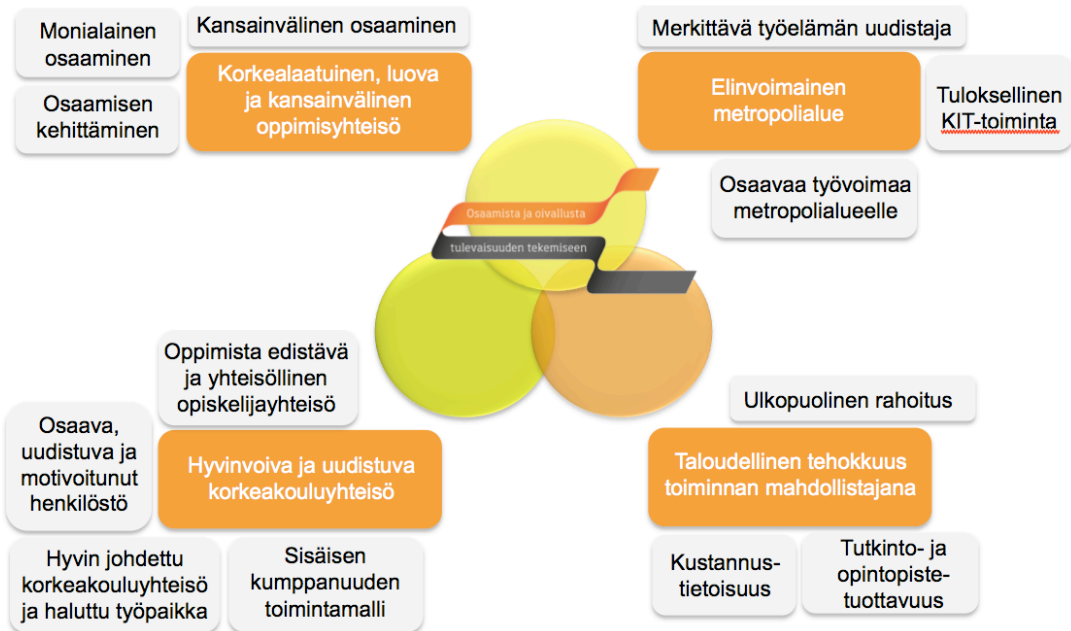 Monialainen
osaaminen
Kansainvälinen osaaminen
Korkealaatuinen, luova
ja kansainvälinen
oppimisyhteisö
Osaamisen
kehittäminen
Merkittävä työelämän uudistaja
Elinvoimainen
metropolialue
Tuloksellinen
KIT-toiminta
Osaavaa työvoimaa
metropolialueelle
Osaamista ja oivallusta
tulevaisuuden tekemiseen
Oppimista edistävä
ja yhteisöllinen
opiskelijayhteisö
Osaava,
uudistuva ja
motivoitunut
henkilöstö
Hyvinvoiva ja uudistuva
korkeakouluyhteisö
Hyvin johdettu
korkeakouluyhteisö
ja haluttu työpaikka
Sisäisen
kumppanuuden
toimintamalli
Ulkopuolinen rahoitus
Taloudellinen tehokkuus
toiminnan mahdollistajana
Kustannus-
tietoisuus
Tutkinto- ja
opintopiste-
tuottavuus